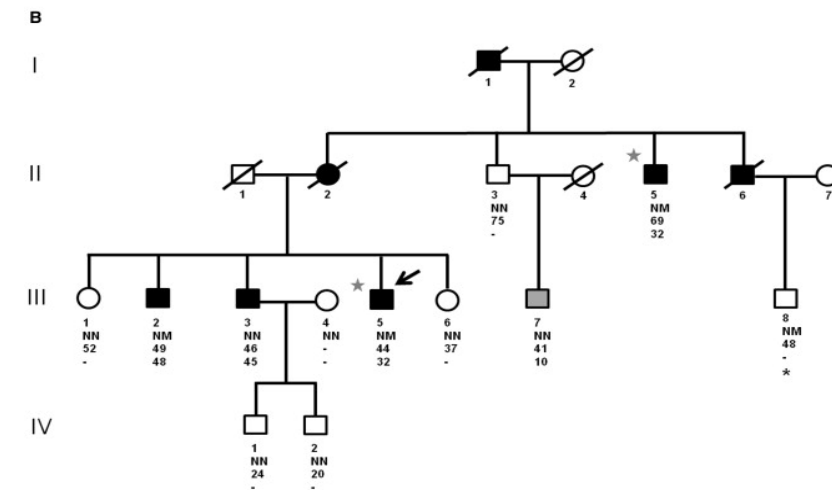 B
I
1 2
II
1 2 3 4 5 6 7
NN NM
75 69
- 32
III
1 2 3 4 5 6 7 8
NN NM NN NN NM NN NN NM
52 49 46 - 44 37 41 48
- 48 45 - 32 - 10 -
*
IV
1 2
NN NN
24 20
- -